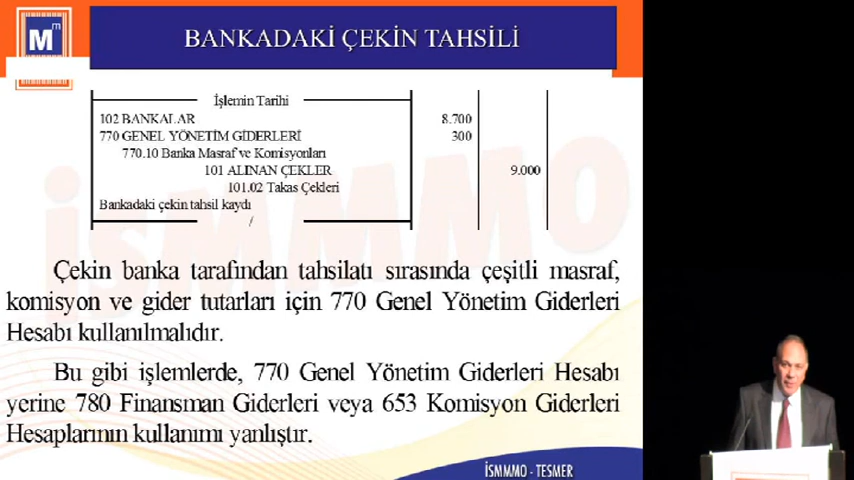 Mm
BANKADAKİ ÇEKİN TAHSİLİ
İşlemin Tarihi
102 BANKALAR 8.700
770 GENEL YÖNETİM GİDERLERİ 300
770.10 Banka Masraf ve Komisyonları
101 ALINAN ÇEKLER 9.000
101.02 Takas Çekleri
Bankadaki çekin tahsil kaydı
/
Çekin banka tarafından tahsilatı sırasında çeşitli masraf,
komisyon ve gider tutarları için 770 Genel Yönetim Giderleri
Hesabı kullanılmalıdır.
Bu gibi işlemlerde, 770 Genel Yönetim Giderleri Hesabı
yerine 780 Finansman Giderleri veya 653 Komisyon Giderleri
Hesaplarının kullanımı yanlıştır.
İSMMMO
İSMMMO - TESMER